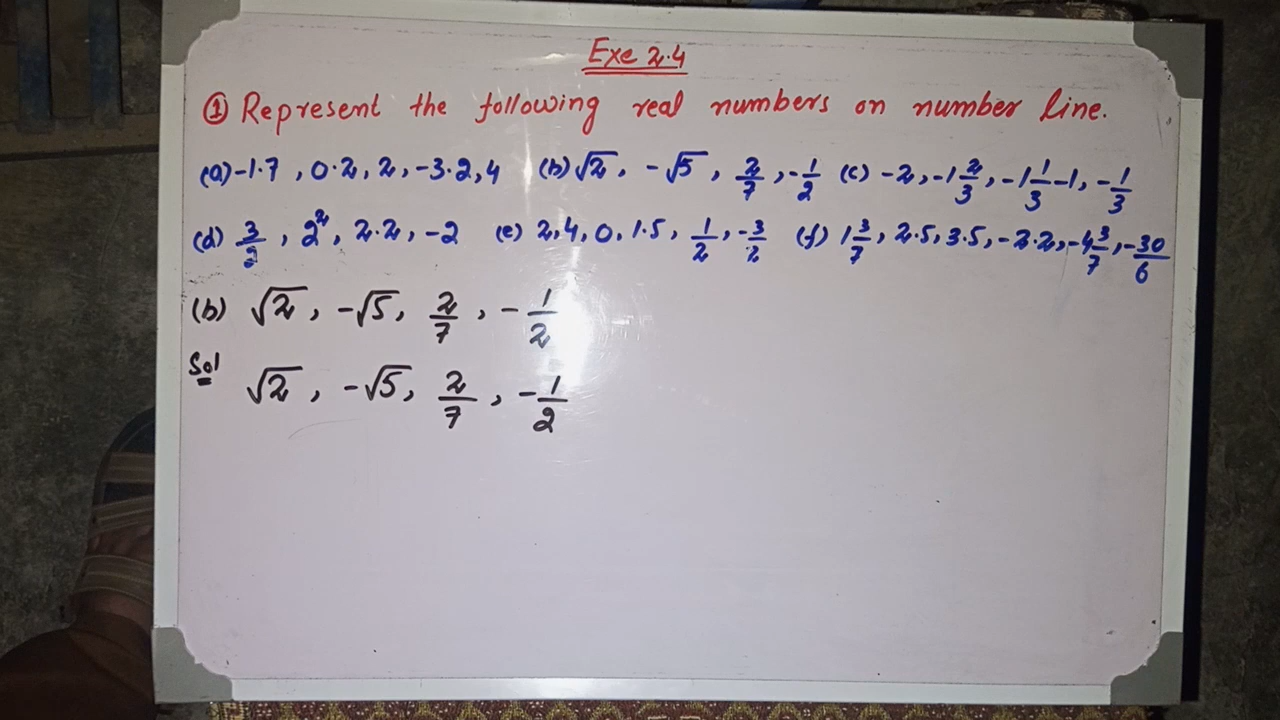 Exe 2.4
① Represent the following real numbers on number line.
(a) -1.7, 0.2, 2, -3.2, 4 (b) √2, -√5, 2/7, -1/2 (c) -2, -1 2/3, -1 1/3 -1, -1/3
(d) 3/2, 2², 2.2, -2 (e) 2, 4, 0, 1.5, 1/2, -3/2 (f) 1 3/7, 2.5, 3.5, -2.2, -4 3/7, -30/6
(b) √2, -√5, 2/7, -1/2
Sol √2, -√5, 2/7, -1/2